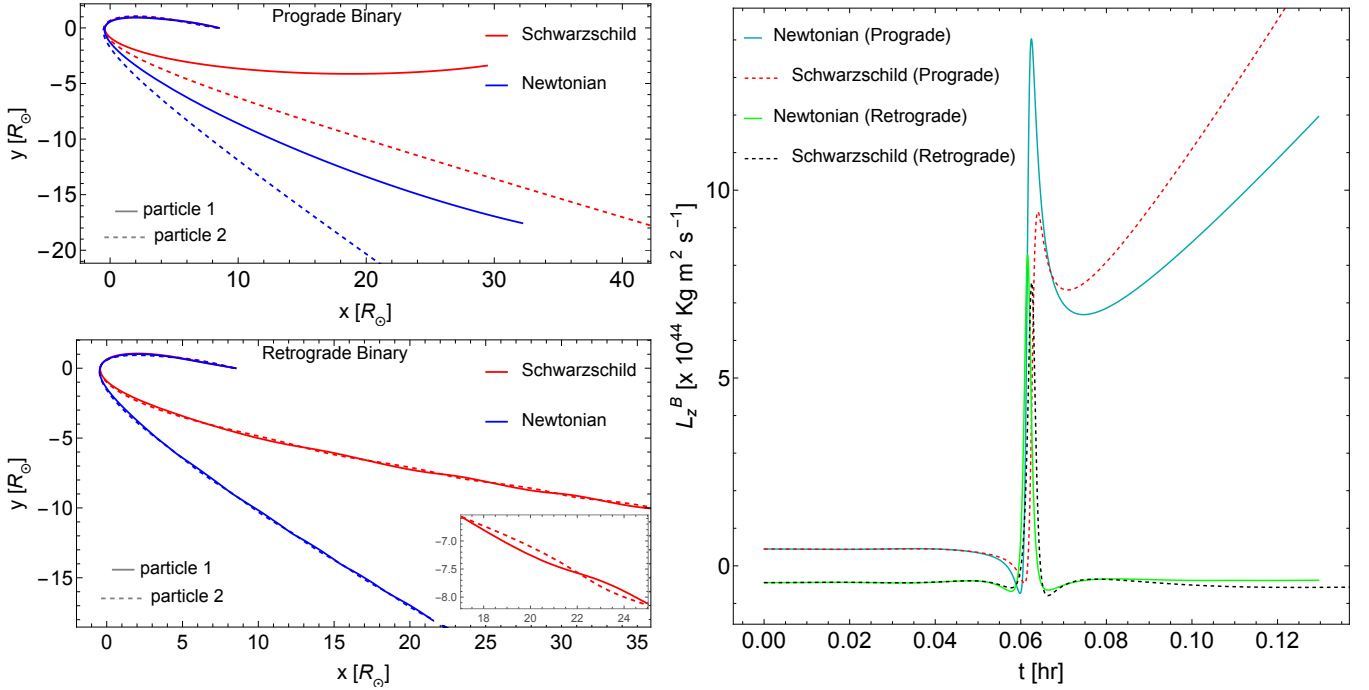 Prograde Binary
Schwarzschild
Newtonian
particle 1
particle 2
y [R⊙]
0
−5
−10
−15
−20
0 10 20 30 40
x [R⊙]
Retrograde Binary
Schwarzschild
Newtonian
particle 1
particle 2
y [R⊙]
0
−5
−10
−15
−7.0
−7.5
−8.0
18 20 22 24
0 5 10 15 20 25 30 35
x [R⊙]
Newtonian (Prograde)
Schwarzschild (Prograde)
Newtonian (Retrograde)
Schwarzschild (Retrograde)
L_z^B [x 10^44 Kg m^2 s^−1]
10
5
0
0.00 0.02 0.04 0.06 0.08 0.10 0.12
t [hr]